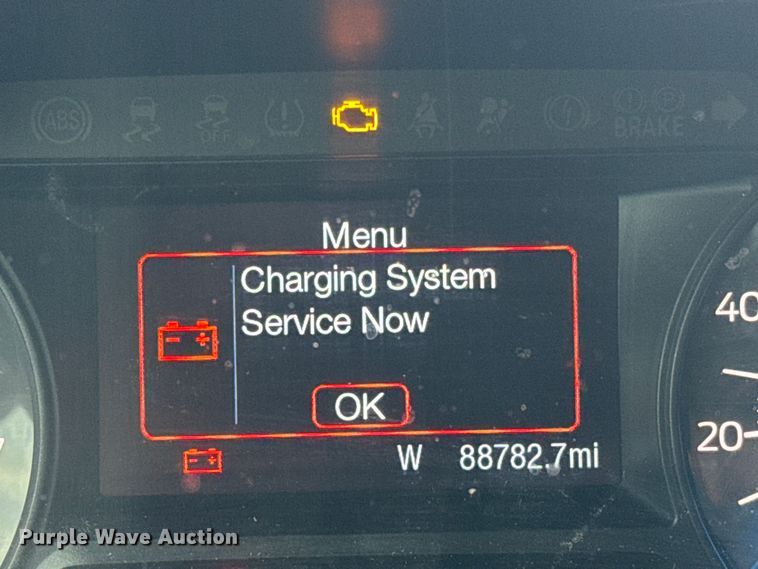 ABS
OFF
BRAKE
Menu
Charging System
Service Now
OK
W 88782.7mi
40
20
Purple Wave Auction